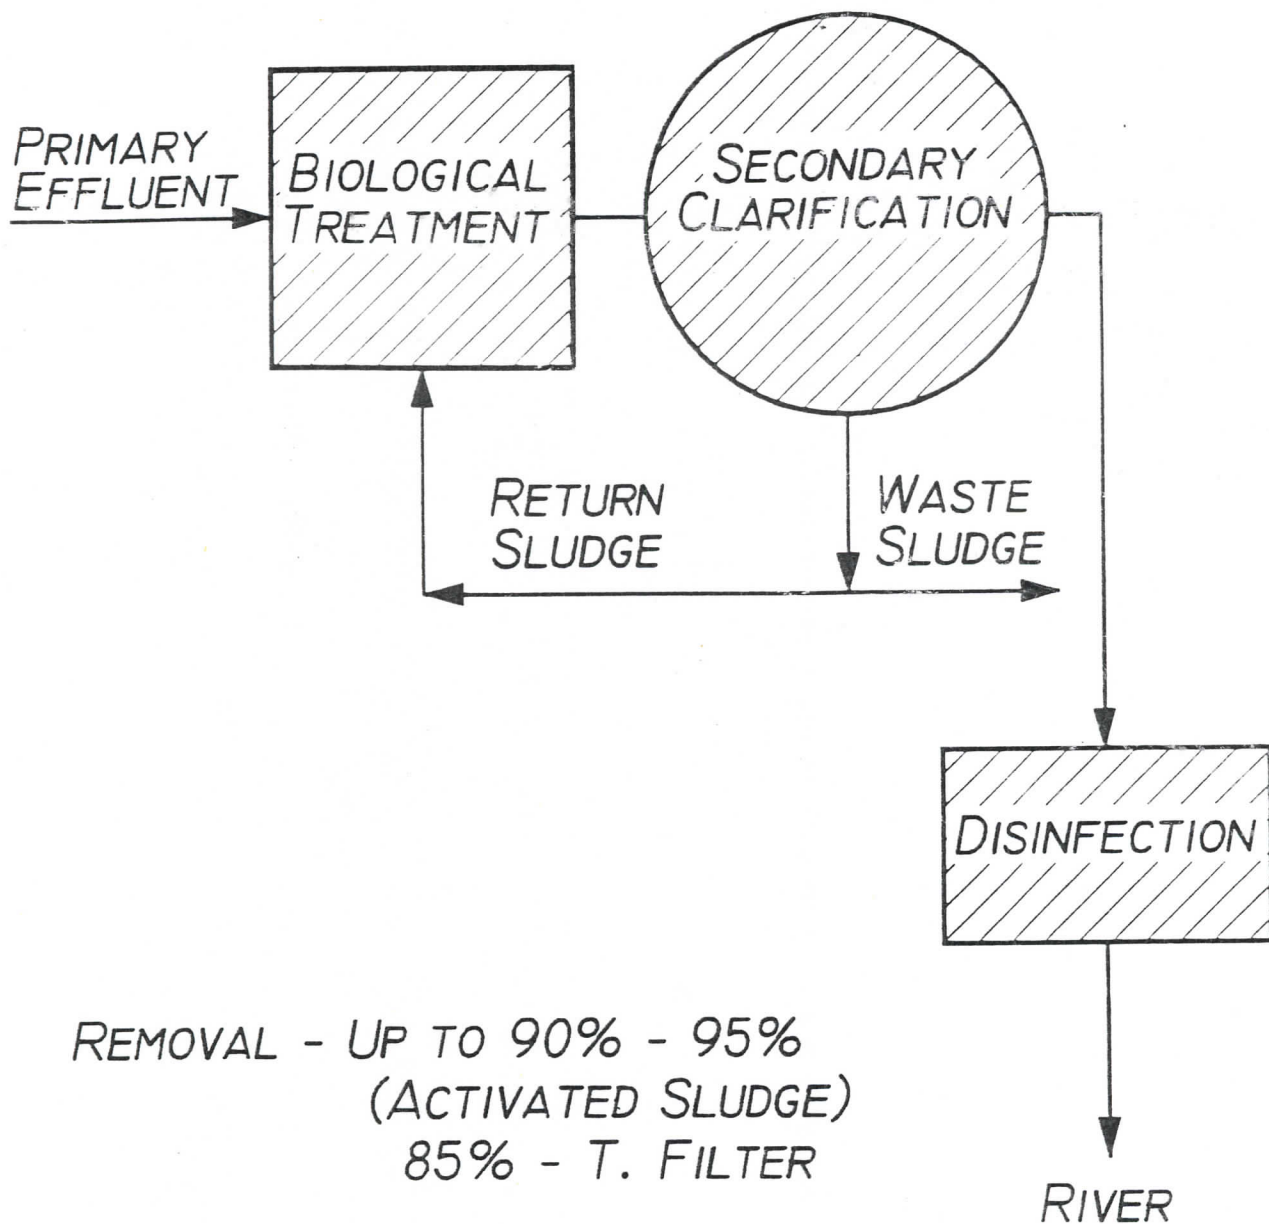 PRIMARY
EFFLUENT
BIOLOGICAL
TREATMENT
SECONDARY
CLARIFICATION
RETURN
SLUDGE
WASTE
SLUDGE
DISINFECTION
REMOVAL - UP TO 90% - 95%
(ACTIVATED SLUDGE)
85% - T. FILTER
RIVER